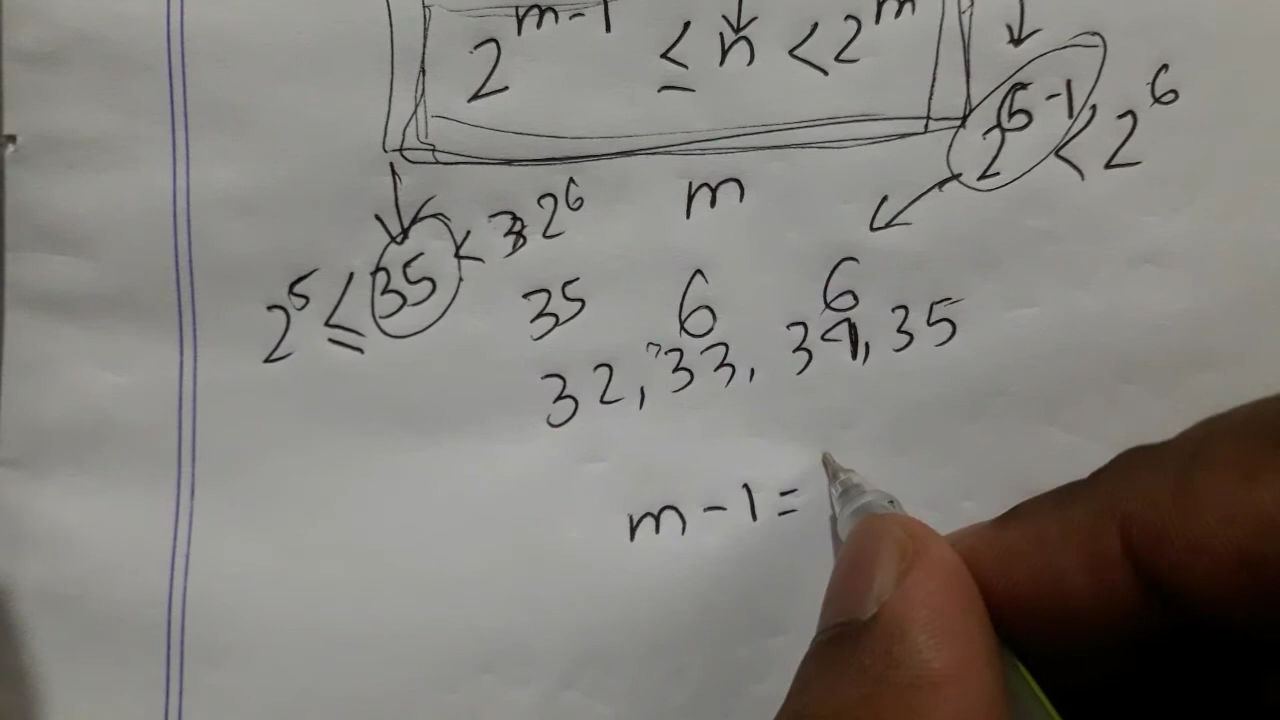 2^{m-1} ≤ n < 2^m
2^{6-1} < 2^6
m
2^5 ≤ 35 < 2^6
35 6 6
32, 33, 34, 35
m - 1 =